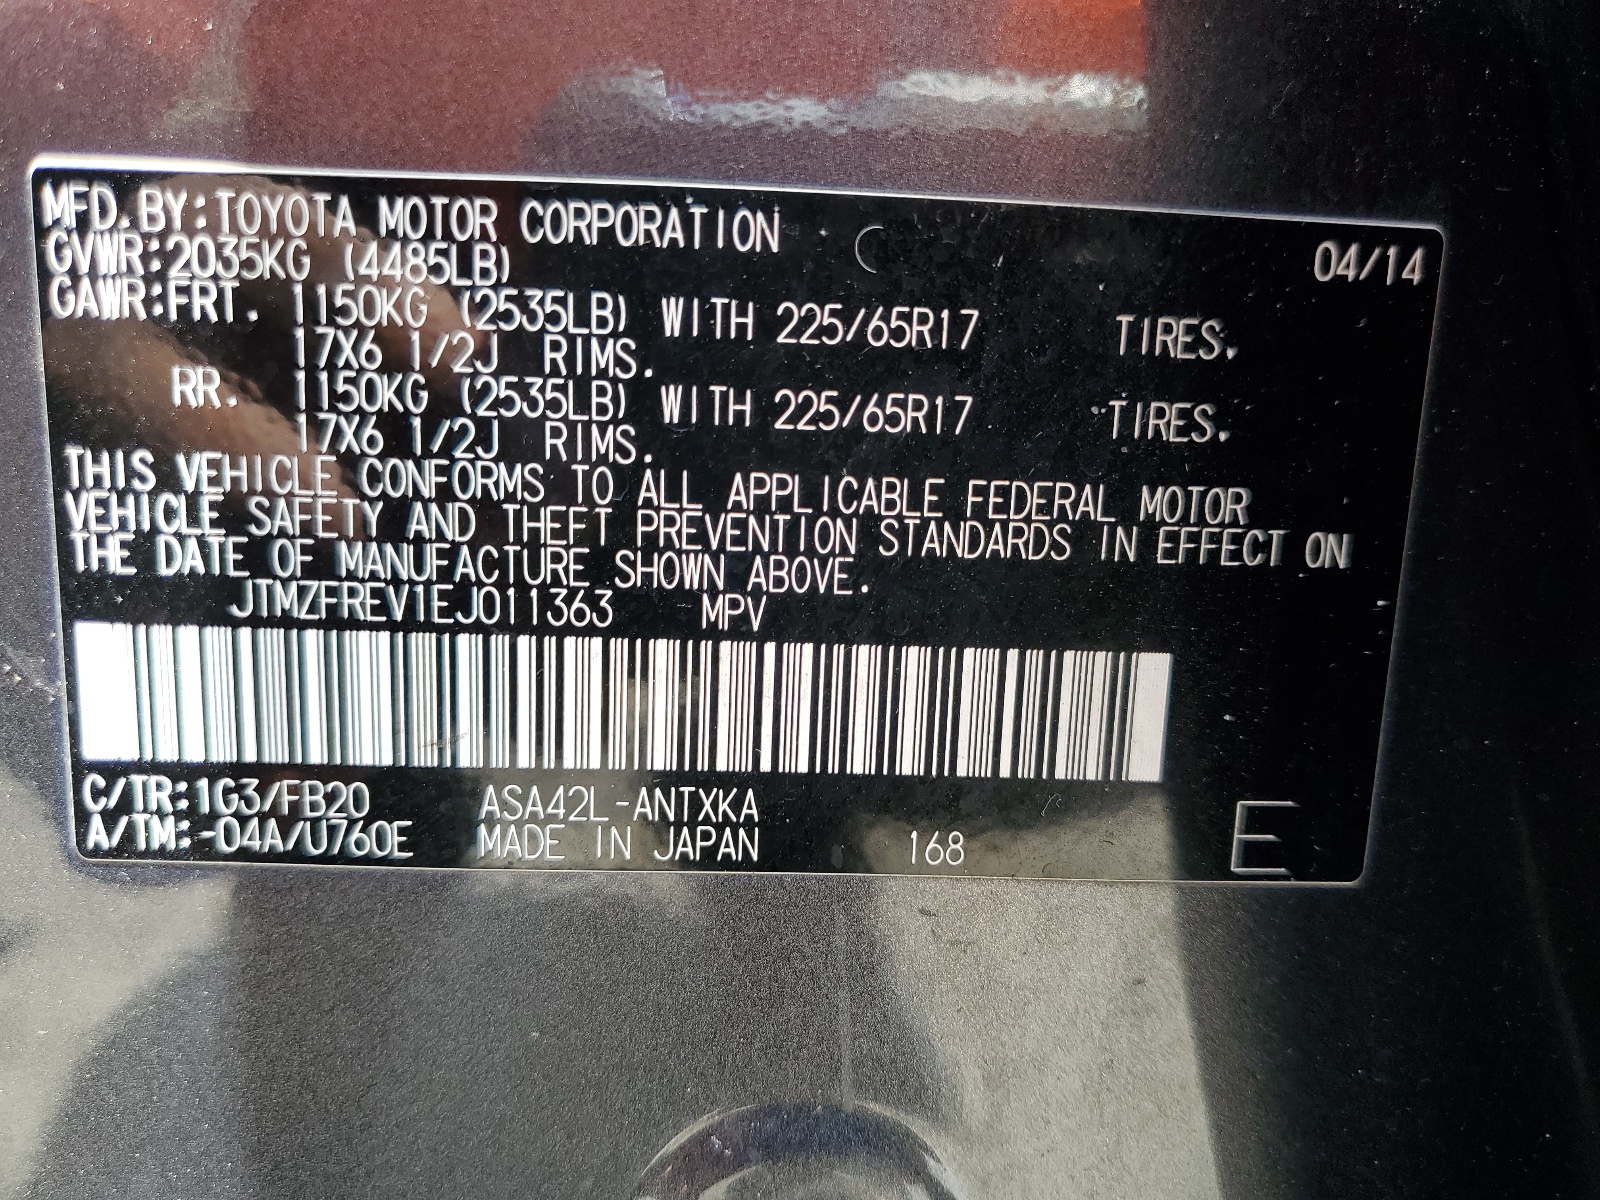 MFD. BY: TOYOTA MOTOR CORPORATION 04/14
GVWR: 2035KG (4485LB)
GAWR: FRT. 1150KG (2535LB) WITH 225/65R17 TIRES.
17X6 1/2J RIMS.
RR. 1150KG (2535LB) WITH 225/65R17 TIRES.
17X6 1/2J RIMS.
THIS VEHICLE CONFORMS TO ALL APPLICABLE FEDERAL MOTOR
VEHICLE SAFETY AND THEFT PREVENTION STANDARDS IN EFFECT ON
THE DATE OF MANUFACTURE SHOWN ABOVE.
JTMZFREV1EJ011363 MPV
C/TR: 1G3/FB20 ASA42L-ANTXKA
A/TM: -04A/U760E MADE IN JAPAN 168 E